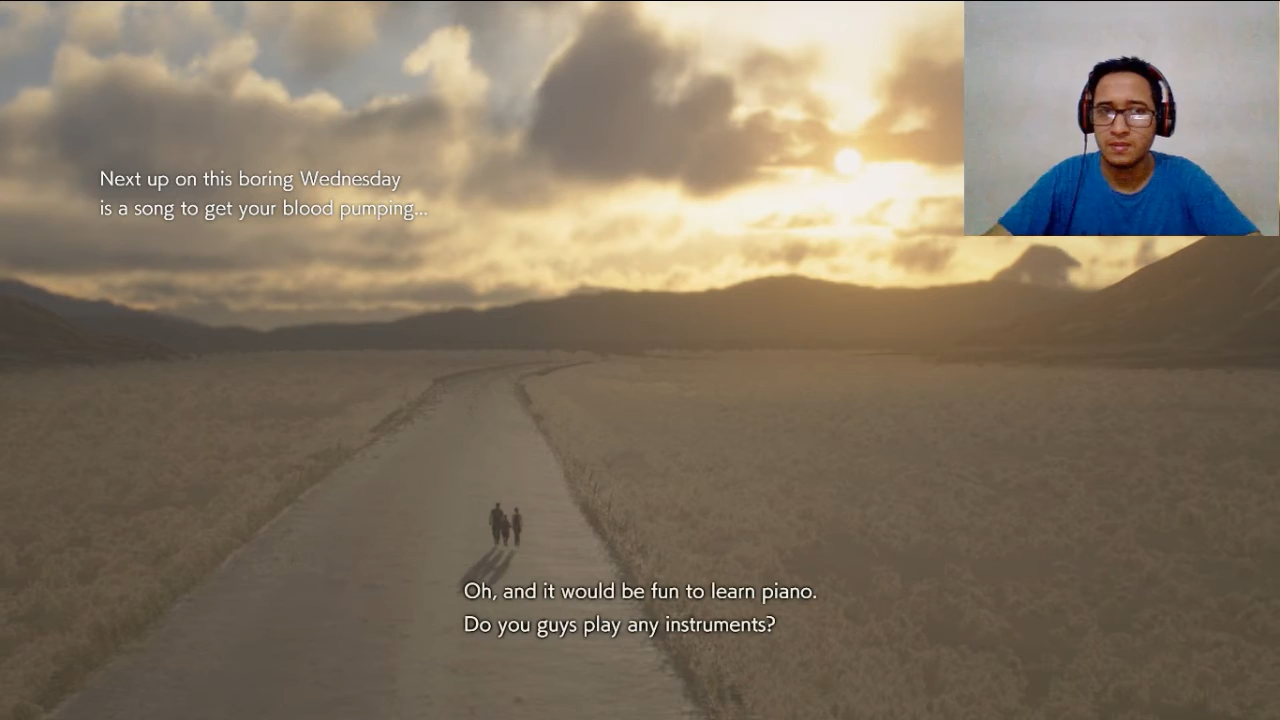 Next up on this boring Wednesday
is a song to get your blood pumping...
Oh, and it would be fun to learn piano.
Do you guys play any instruments?